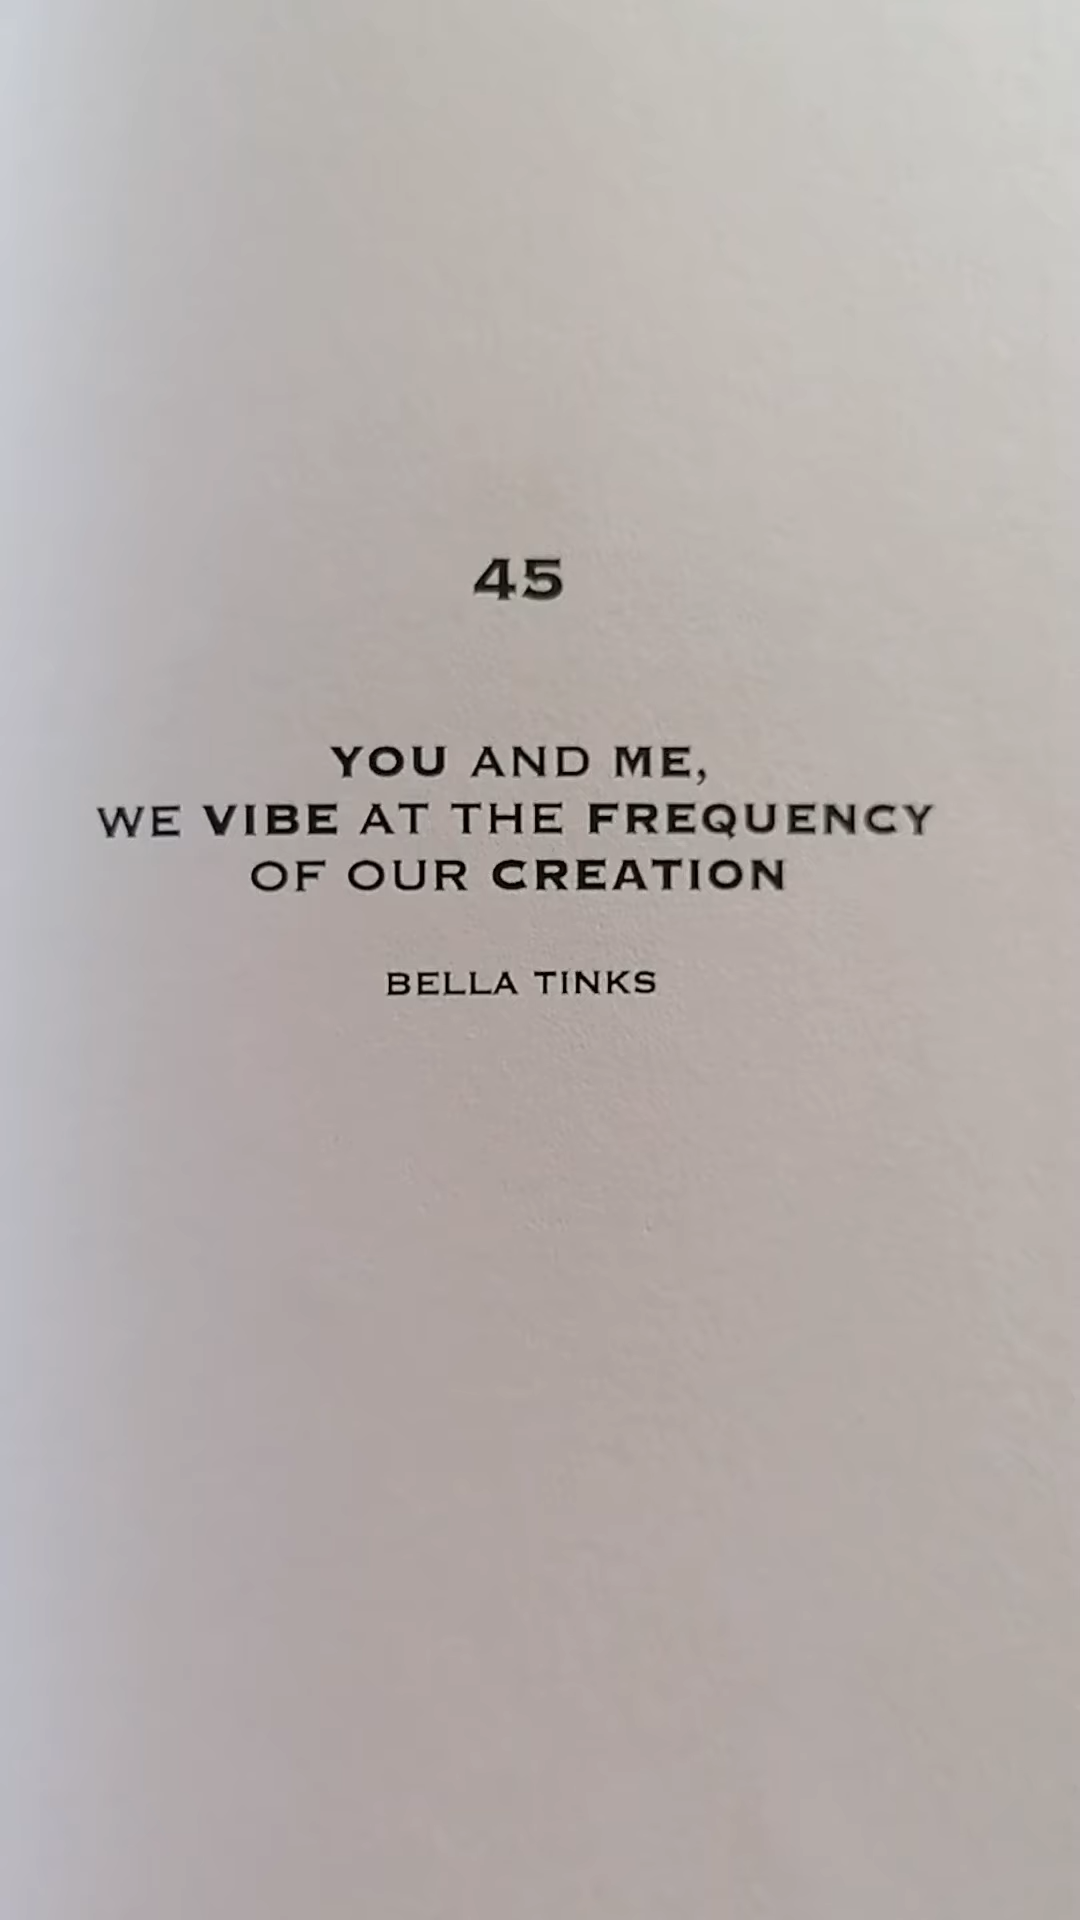 45
YOU AND ME,
WE VIBE AT THE FREQUENCY
OF OUR CREATION
BELLA TINKS